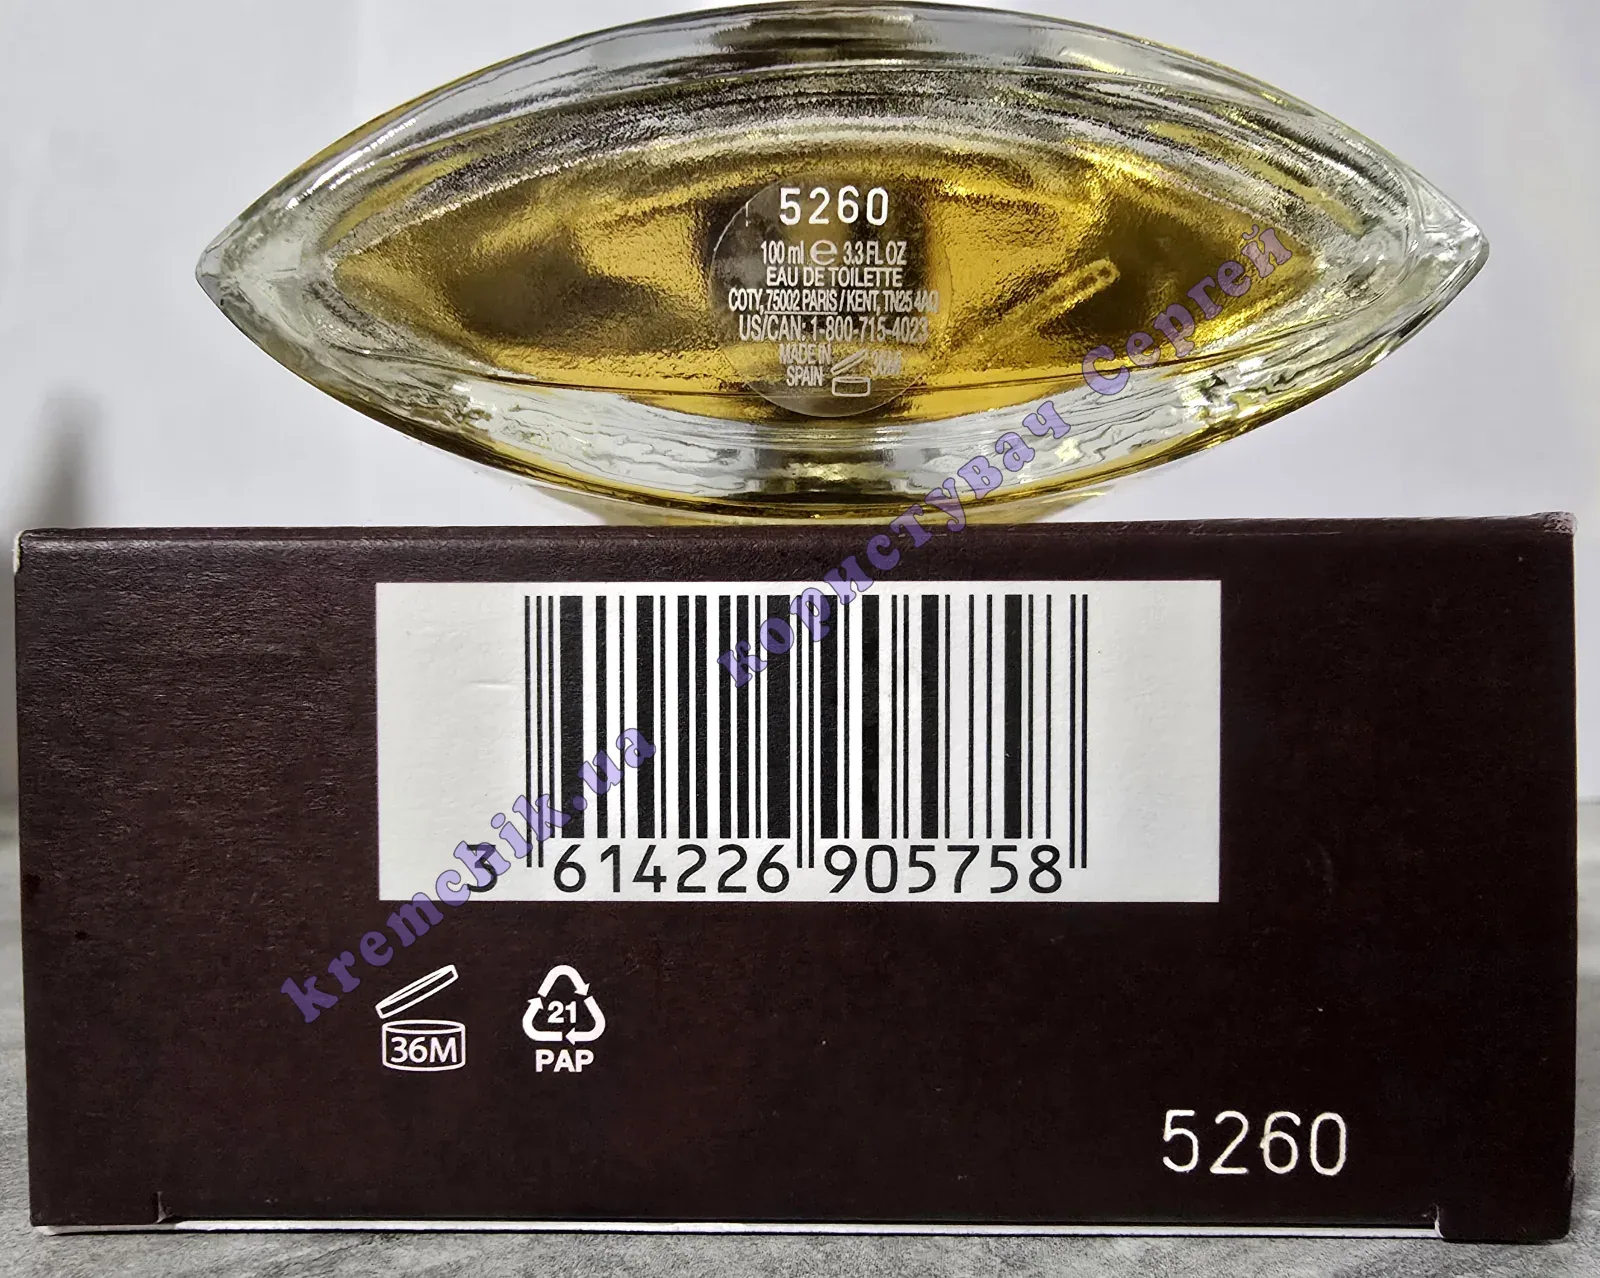 5260
100 ml e 3.3 FL OZ
EAU DE TOILETTE
COTY, 75002 PARIS / KENT, TN25 4AQ
US/CAN: 1-800-715-4023
MADE IN
SPAIN
36M
3 614226 905758
36M
21
PAP
5260
kremchik.ua користувач Сергей